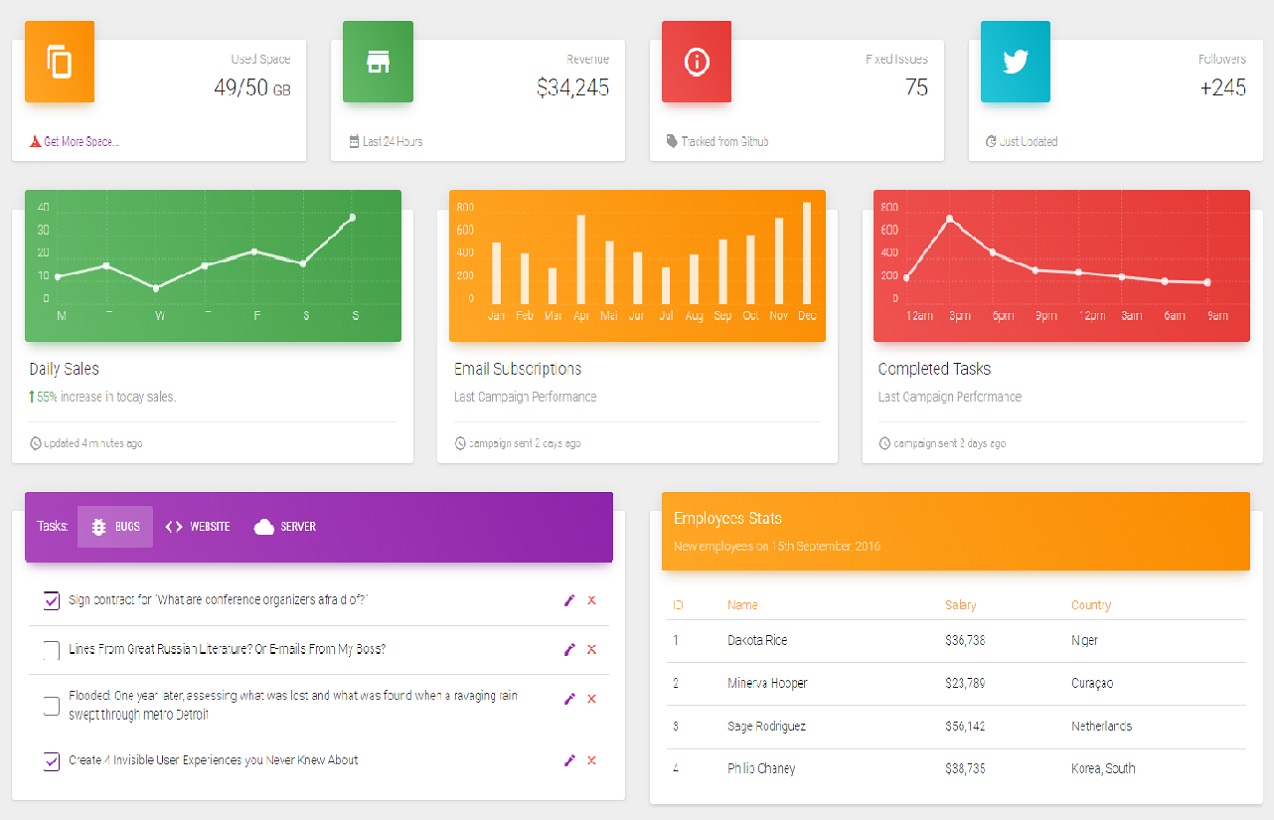 Used Space
49/50 GB
Get More Space...
Revenue
$34,245
Last 24 Hours
Fixed Issues
75
Tracked from Github
Followers
+245
Just Updated
40
30
20
10
0
M T W T F S S
Daily Sales
55% increase in today sales.
updated 4 minutes ago
800
600
400
200
0
Jan Feb Mar Apr Mai Jun Jul Aug Sep Oct Nov Dec
Email Subscriptions
Last Campaign Performance
campaign sent 2 days ago
800
600
400
200
0
12am 3pm 6pm 9pm 12pm 3am 6am 9am
Completed Tasks
Last Campaign Performance
campaign sent 2 days ago
Tasks: BUGS WEBSITE SERVER
Sign contract for "What are conference organizers afraid of?"
Lines From Great Russian Literature? Or E-mails From My Boss?
Flooded: One year later, assessing what was lost and what was found when a ravaging rain
swept through metro Detroit
Create 4 Invisible User Experiences you Never Knew About
Employees Stats
New employees on 15th September 2016
ID Name Salary Country
1 Dakota Rice $36,738 Niger
2 Minerva Hooper $23,789 Curaçao
3 Sage Rodriguez $56,142 Netherlands
4 Philip Chaney $38,735 Korea, South